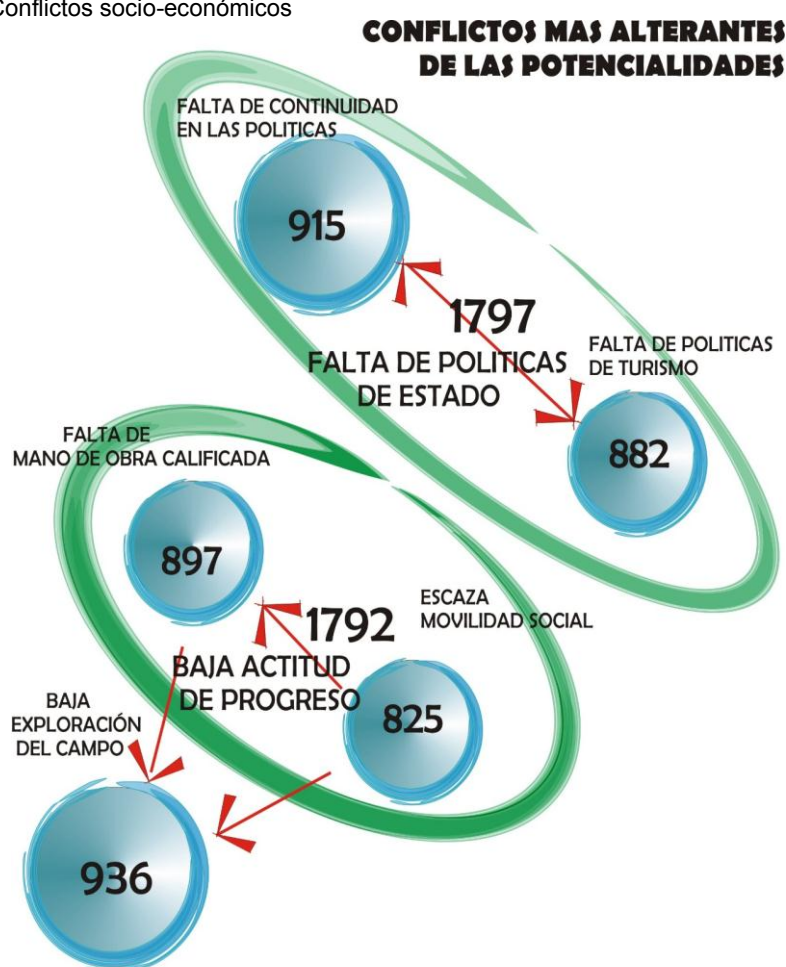 Conflictos socio-económicos
CONFLICTOS MAS ALTERANTES
DE LAS POTENCIALIDADES
FALTA DE CONTINUIDAD
EN LAS POLITICAS
915
1797
FALTA DE POLITICAS
DE ESTADO
FALTA DE POLITICAS
DE TURISMO
882
FALTA DE
MANO DE OBRA CALIFICADA
897
1792
BAJA ACTITUD
DE PROGRESO
ESCAZA
MOVILIDAD SOCIAL
825
BAJA
EXPLORACIÓN
DEL CAMPO
936